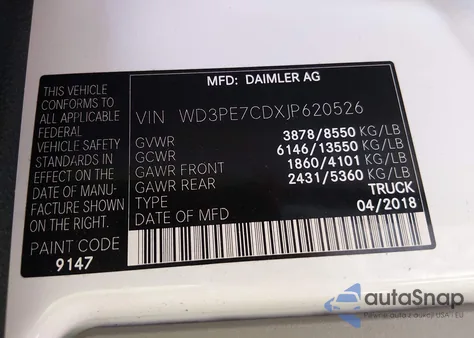 MFD: DAIMLER AG
THIS VEHICLE
CONFORMS TO
ALL APPLICABLE
FEDERAL
VEHICLE SAFETY
STANDARDS IN
EFFECT ON THE
DATE OF MANU-
FACTURE SHOWN
ON THE RIGHT.
PAINT CODE
9147
VIN WD3PE7CDXJP620526
GVWR 3878/8550 KG/LB
GCWR 6146/13550 KG/LB
GAWR FRONT 1860/4101 KG/LB
GAWR REAR 2431/5360 KG/LB
TYPE TRUCK
DATE OF MFD 04/2018
autoSnap